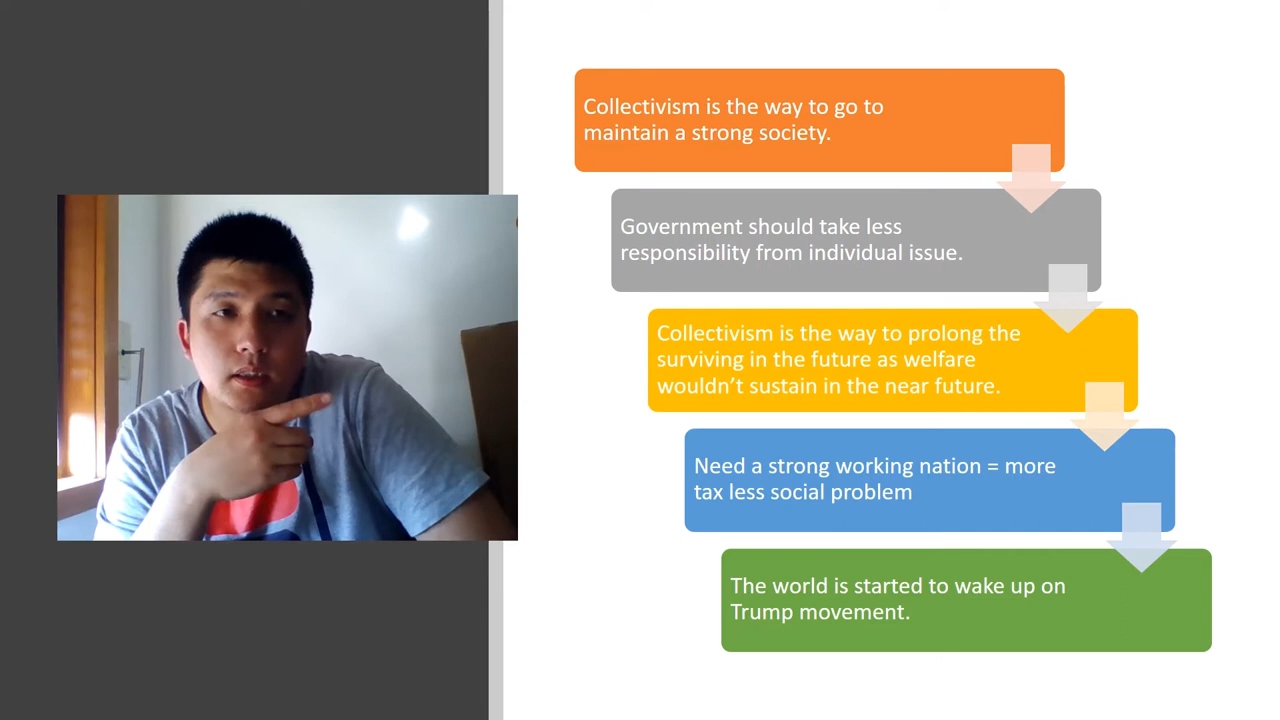 Collectivism is the way to go to
maintain a strong society.
Government should take less
responsibility from individual issue.
Collectivism is the way to prolong the
surviving in the future as welfare
wouldn’t sustain in the near future.
Need a strong working nation = more
tax less social problem
The world is started to wake up on
Trump movement.